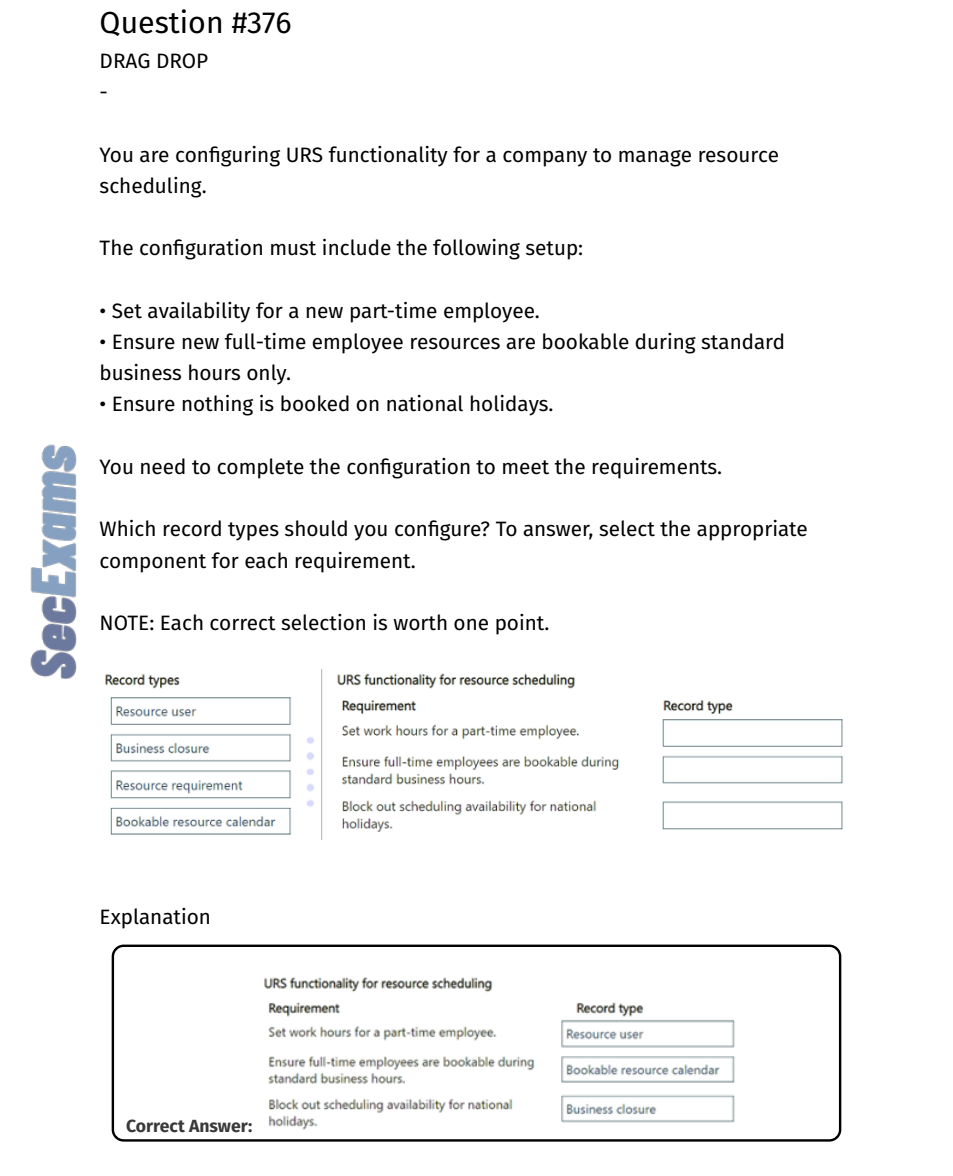 Question #376
DRAG DROP
-
You are configuring URS functionality for a company to manage resource
scheduling.
The configuration must include the following setup:
• Set availability for a new part-time employee.
• Ensure new full-time employee resources are bookable during standard
business hours only.
• Ensure nothing is booked on national holidays.
You need to complete the configuration to meet the requirements.
Which record types should you configure? To answer, select the appropriate
component for each requirement.
NOTE: Each correct selection is worth one point.
SecExams
Record types
Resource user
Business closure
Resource requirement
Bookable resource calendar
URS functionality for resource scheduling
Requirement
Record type
Set work hours for a part-time employee.
Ensure full-time employees are bookable during
standard business hours.
Block out scheduling availability for national
holidays.
Explanation
URS functionality for resource scheduling
Requirement
Record type
Set work hours for a part-time employee.
Resource user
Ensure full-time employees are bookable during
standard business hours.
Bookable resource calendar
Block out scheduling availability for national
holidays.
Business closure
Correct Answer: